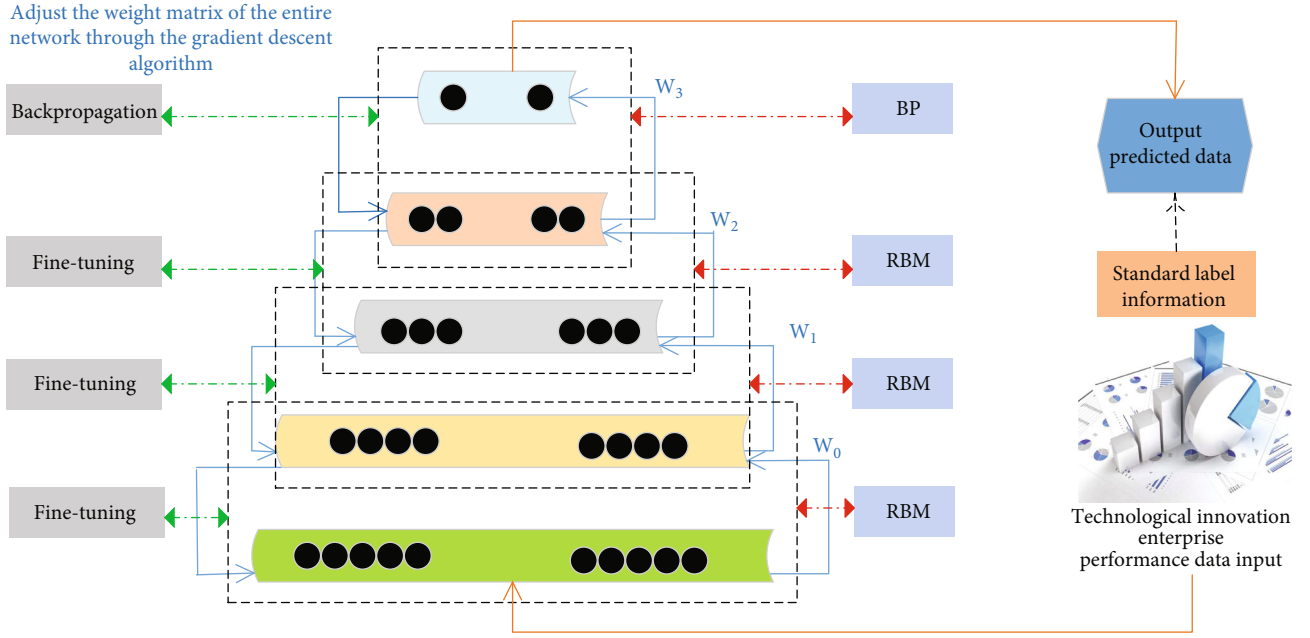 Adjust the weight matrix of the entire
network through the gradient descent
algorithm
Backpropagation
W3
BP
Output
predicted data
W2
Fine-tuning
RBM
Standard label
information
W1
Fine-tuning
RBM
W0
Fine-tuning
RBM
Technological innovation
enterprise
performance data input